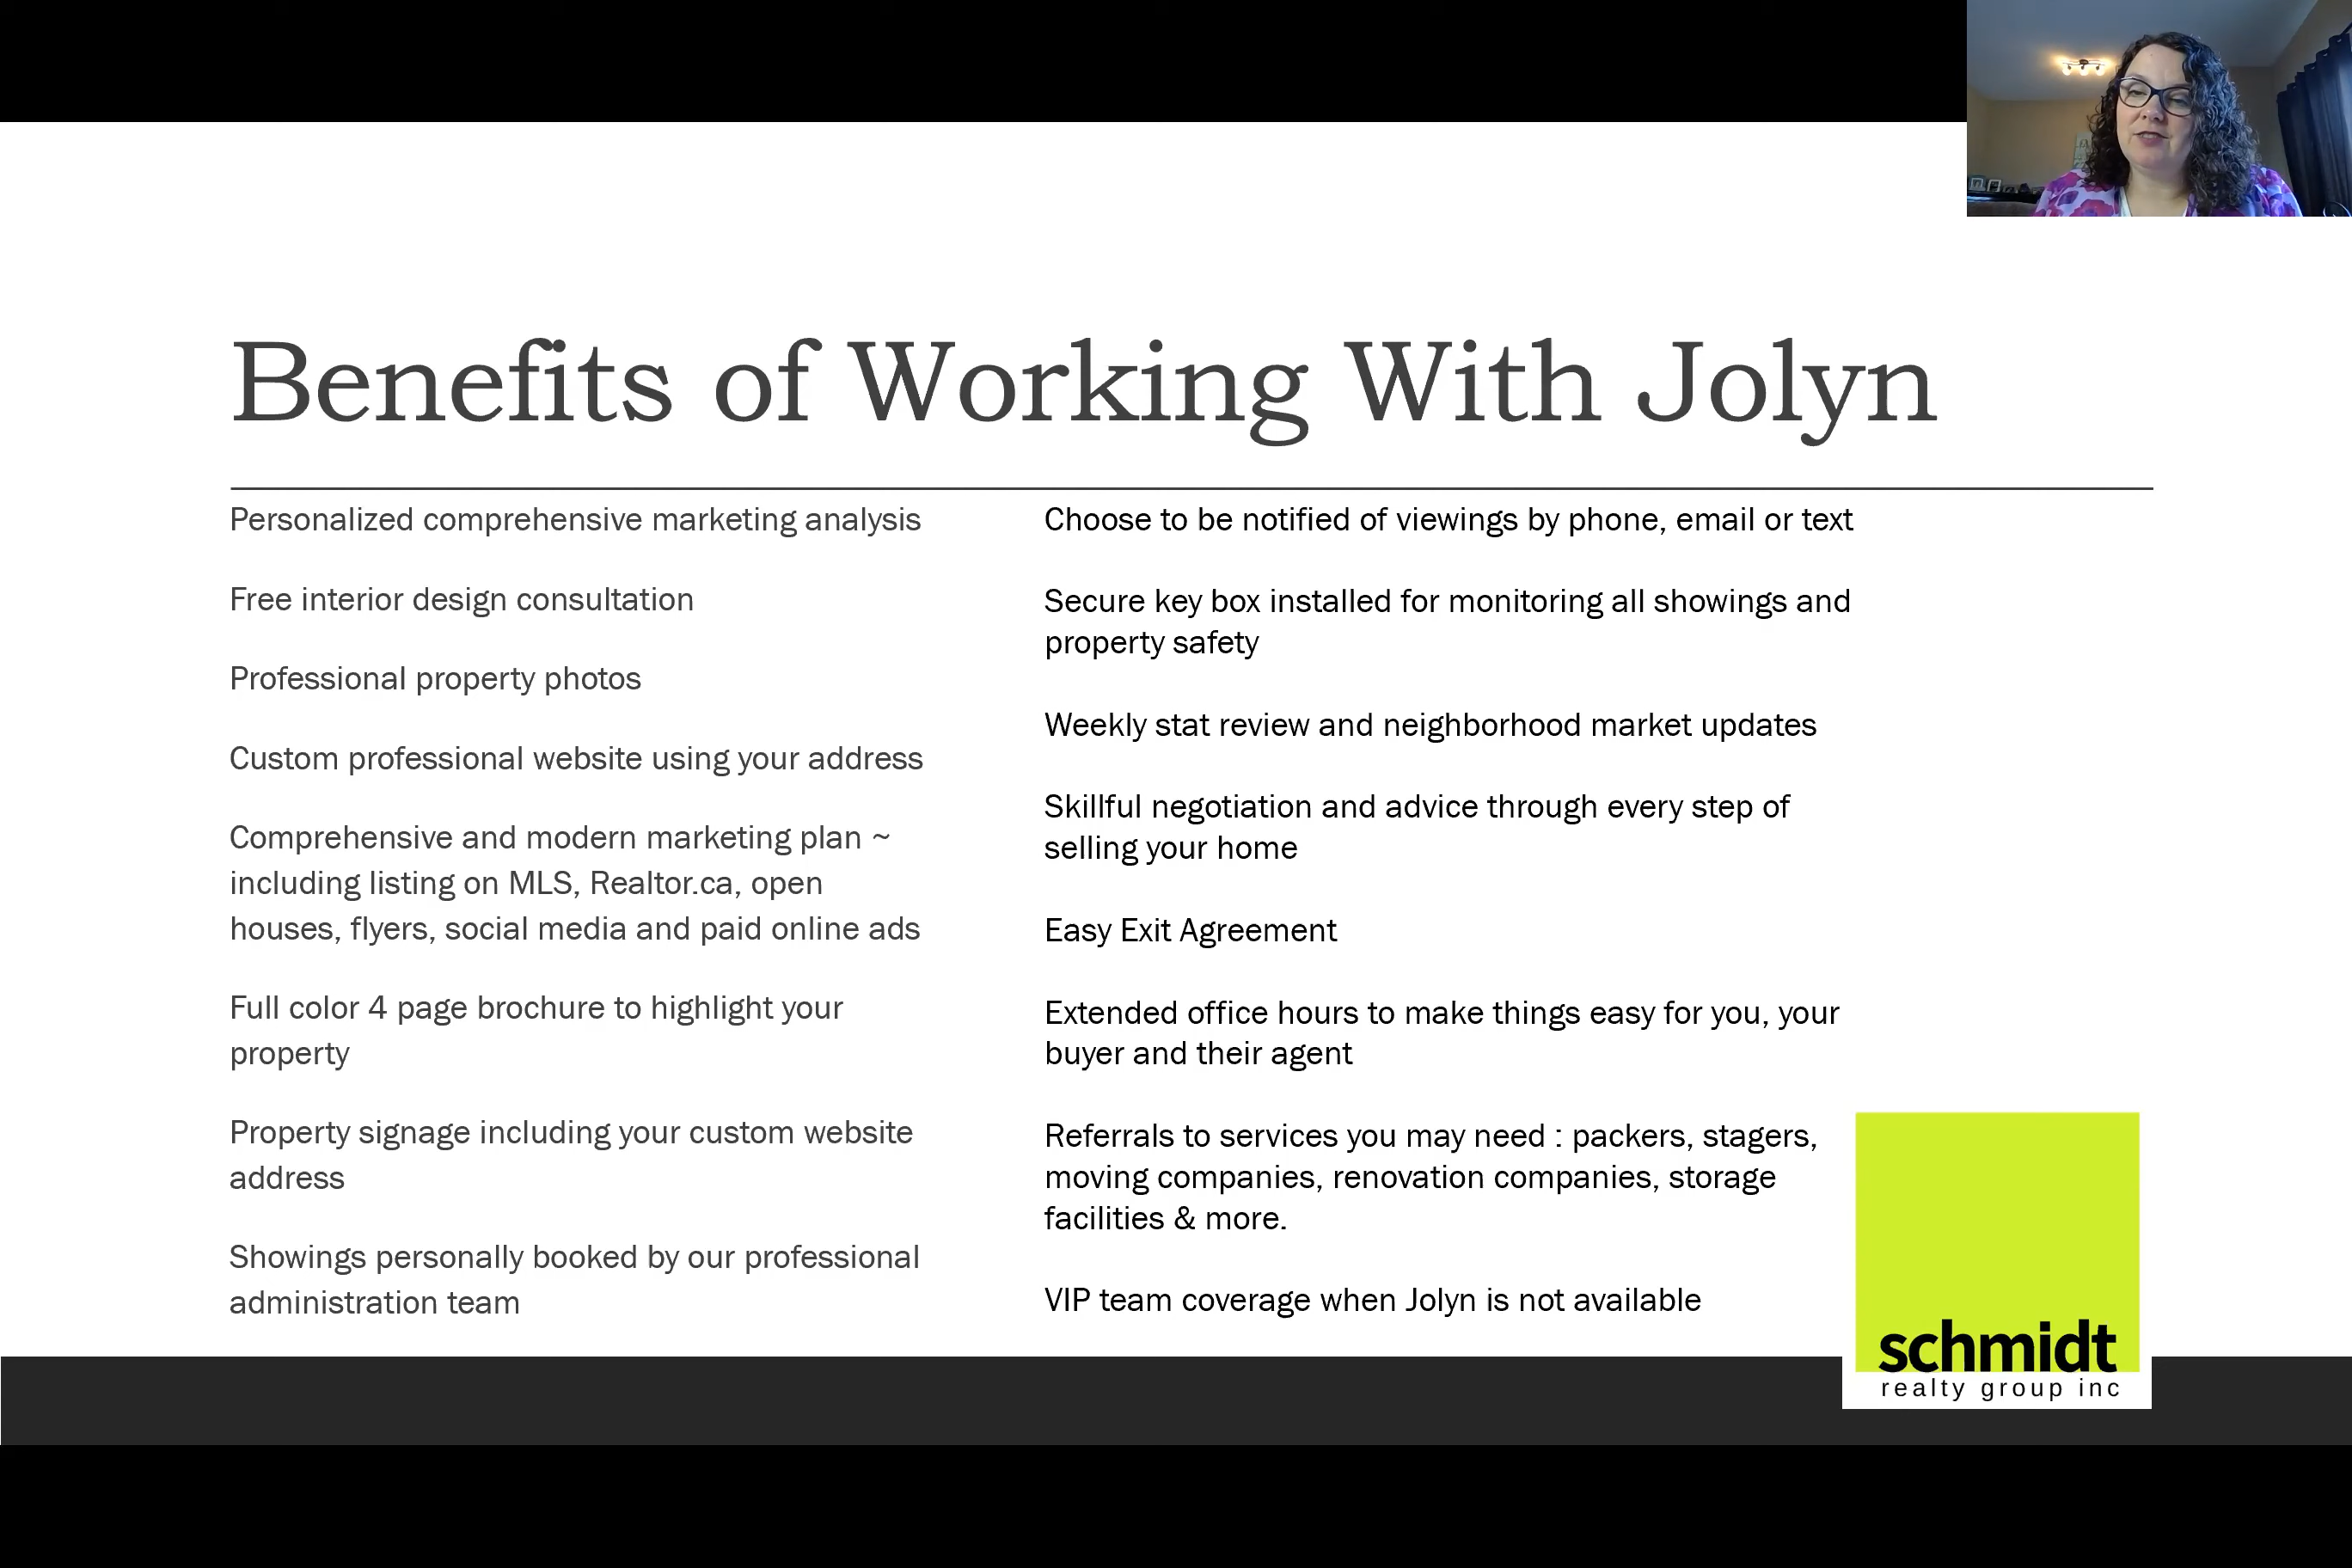 Benefits of Working With Jolyn
Personalized comprehensive marketing analysis
Free interior design consultation
Professional property photos
Custom professional website using your address
Comprehensive and modern marketing plan ~
including listing on MLS, Realtor.ca, open
houses, flyers, social media and paid online ads
Full color 4 page brochure to highlight your
property
Property signage including your custom website
address
Showings personally booked by our professional
administration team
Choose to be notified of viewings by phone, email or text
Secure key box installed for monitoring all showings and
property safety
Weekly stat review and neighborhood market updates
Skillful negotiation and advice through every step of
selling your home
Easy Exit Agreement
Extended office hours to make things easy for you, your
buyer and their agent
Referrals to services you may need : packers, stagers,
moving companies, renovation companies, storage
facilities & more.
VIP team coverage when Jolyn is not available
schmidt
realty group inc